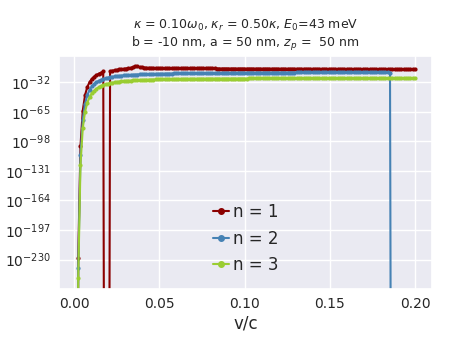 κ = 0.10ω₀, κᵣ = 0.50κ, E₀=43 meV
b = -10 nm, a = 50 nm, zₚ = 50 nm
10⁻³²
10⁻⁶⁵
10⁻⁹⁸
10⁻¹³¹
10⁻¹⁶⁴
10⁻¹⁹⁷
10⁻²³⁰
n = 1
n = 2
n = 3
0.00 0.05 0.10 0.15 0.20
v/c